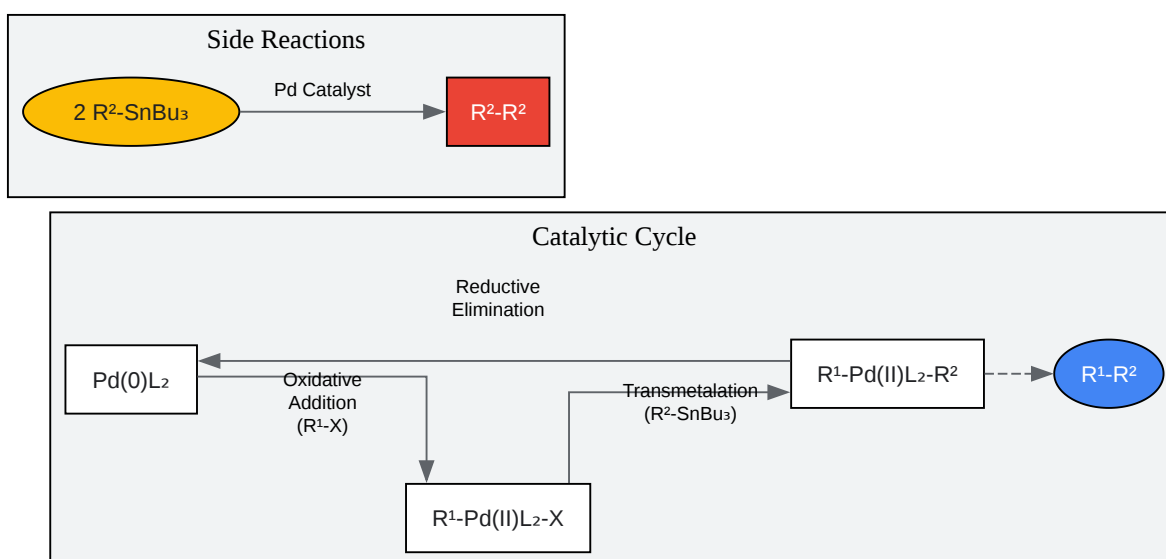 Side Reactions
2 R²-SnBu₃
Pd Catalyst
R²-R²
Catalytic Cycle
Reductive
Elimination
Pd(0)L₂
Oxidative
Addition
(R¹-X)
Transmetalation
(R²-SnBu₃)
R¹-Pd(II)L₂-R²
R¹-R²
R¹-Pd(II)L₂-X